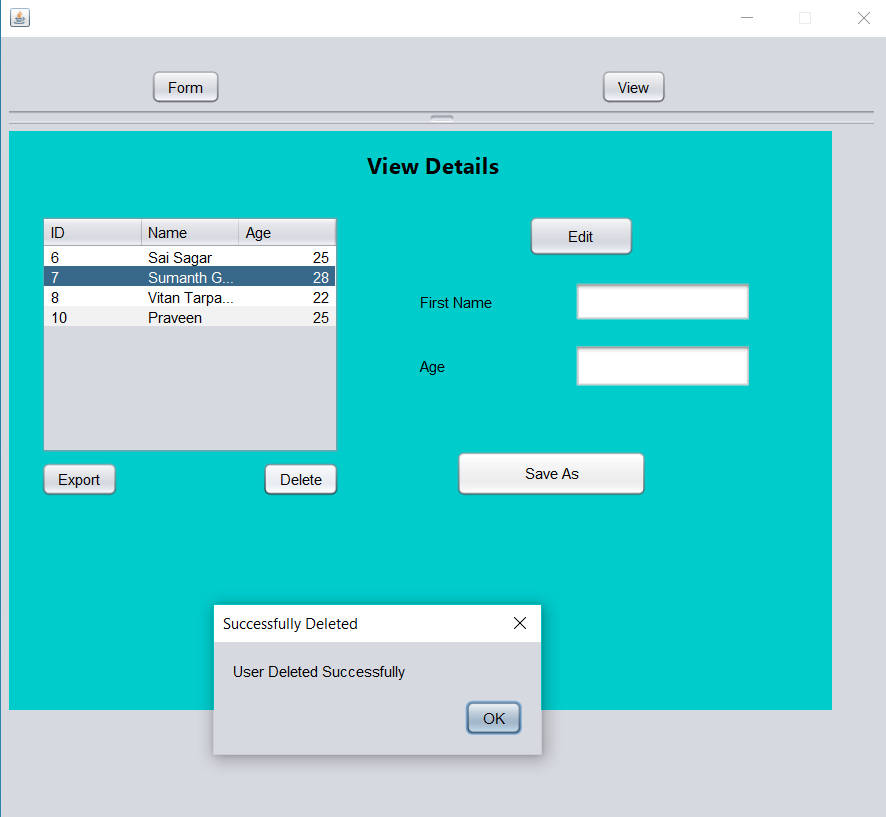 Form View
View Details
ID Name Age
6 Sai Sagar 25
7 Sumanth G... 28
8 Vitan Tarpa... 22
10 Praveen 25
Export Delete
Edit
First Name
Age
Save As
Successfully Deleted
User Deleted Successfully
OK